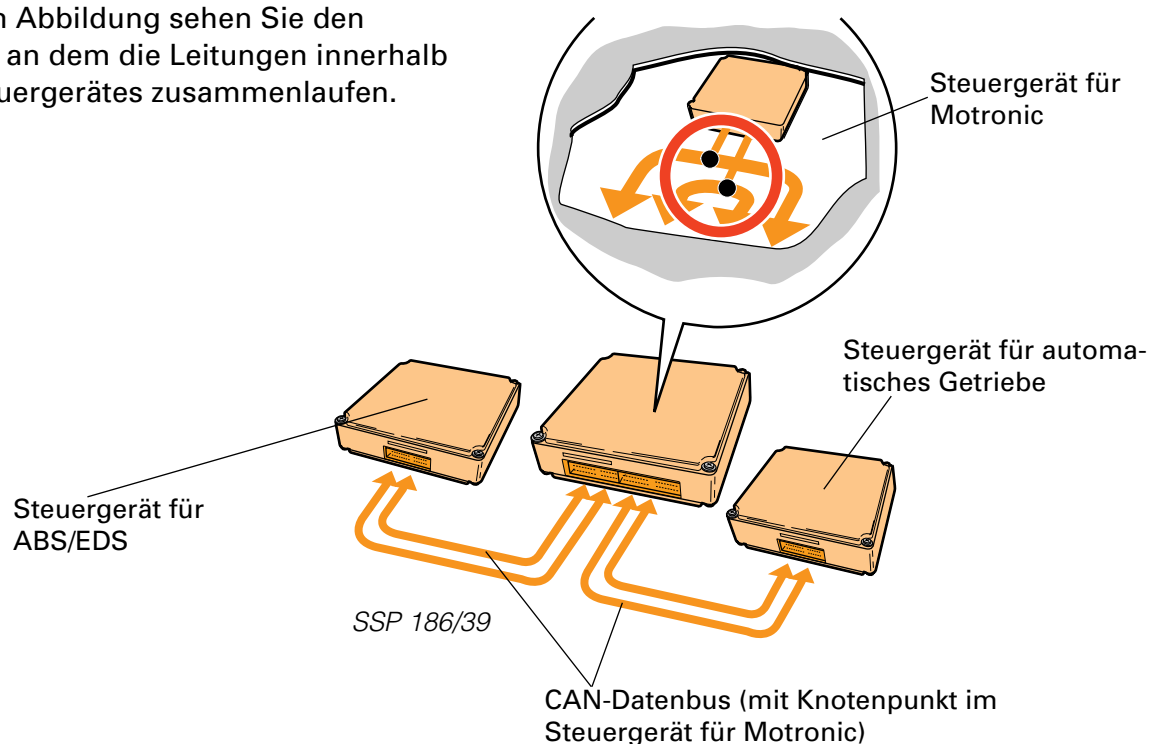 n Abbildung sehen Sie den
an dem die Leitungen innerhalb
uergerätes zusammenlaufen.
Steuergerät für
Motronic
Steuergerät für automa-
tisches Getriebe
Steuergerät für
ABS/EDS
SSP 186/39
CAN-Datenbus (mit Knotenpunkt im
Steuergerät für Motronic)